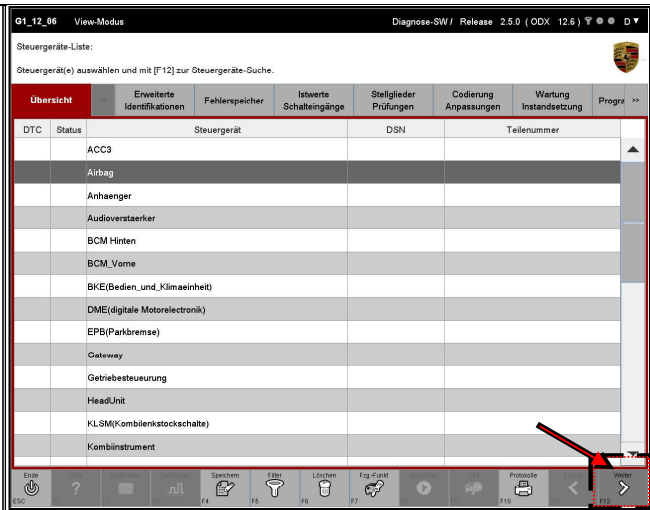 G1_12_06 View-Modus Diagnose-SW / Release 2.5.0 ( ODX 12.6 ) D
Steuergeräte-Liste:
Steuergerät(e) auswählen und mit [F12] zur Steuergeräte-Suche.
Übersicht << Erweiterte Identifikationen Fehlerspeicher Istwerte Schalteingänge Stellglieder Prüfungen Codierung Anpassungen Wartung Instandsetzung Progra >>
DTC Status Steuergerät DSN Teilenummer
ACC3
Airbag
Anhaenger
Audioverstaerker
BCM Hinten
BCM_Vorne
BKE(Bedien_und_Klimaeinheit)
DME(digitale Motorelectronik)
EPB(Parkbremse)
Gateway
Getriebesteueurung
HeadUnit
KLSM(Kombilenkstockschalte)
Kombiinstrument
Ende Speichern Filter Löschen Fzg.-Funkt. Protokolle Weiter
ESC F4 F5 F6 F7 F10 F12